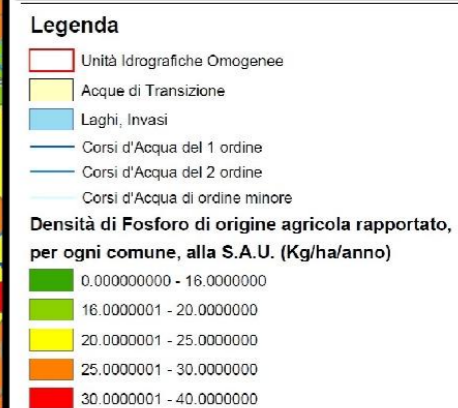 Legenda
Unità Idrografiche Omogenee
Acque di Transizione
Laghi, Invasi
Corsi d'Acqua del 1 ordine
Corsi d'Acqua del 2 ordine
Corsi d'Acqua di ordine minore
Densità di Fosforo di origine agricola rapportato,
per ogni comune, alla S.A.U. (Kg/ha/anno)
0.000000000 - 16.0000000
16.0000001 - 20.0000000
20.0000001 - 25.0000000
25.0000001 - 30.0000000
30.0000001 - 40.0000000